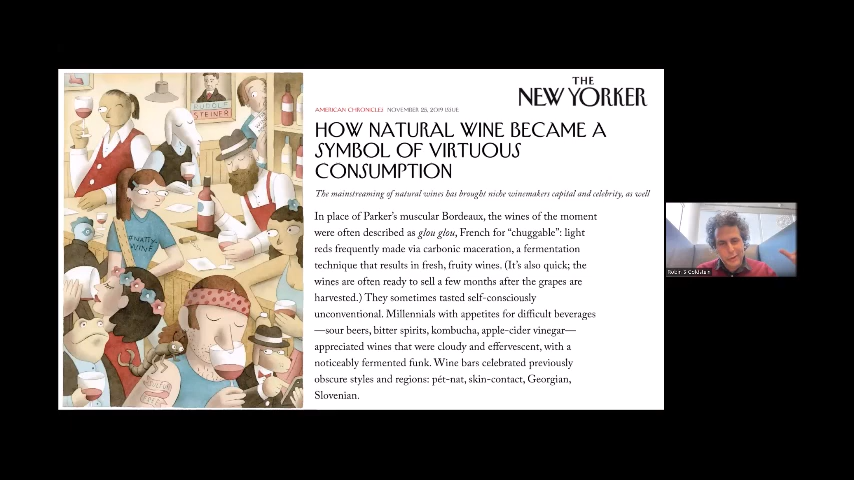 RUDOLF
STEINER
#NATTY
WINE
THE
NEW YORKER
AMERICAN CHRONICLES NOVEMBER 25, 2019 ISSUE
HOW NATURAL WINE BECAME A
SYMBOL OF VIRTUOUS
CONSUMPTION
The mainstreaming of natural wines has brought niche winemakers capital and celebrity, as well
In place of Parker's muscular Bordeaux, the wines of the moment
were often described as glou glou, French for “chuggable”: light
reds frequently made via carbonic maceration, a fermentation
technique that results in fresh, fruity wines. (It's also quick; the
wines are often ready to sell a few months after the grapes are
harvested.) They sometimes tasted self-consciously
unconventional. Millennials with appetites for difficult beverages
—sour beers, bitter spirits, kombucha, apple-cider vinegar—
appreciated wines that were cloudy and effervescent, with a
noticeably fermented funk. Wine bars celebrated previously
obscure styles and regions: pét-nat, skin-contact, Georgian,
Slovenian.
Robin S Goldstein